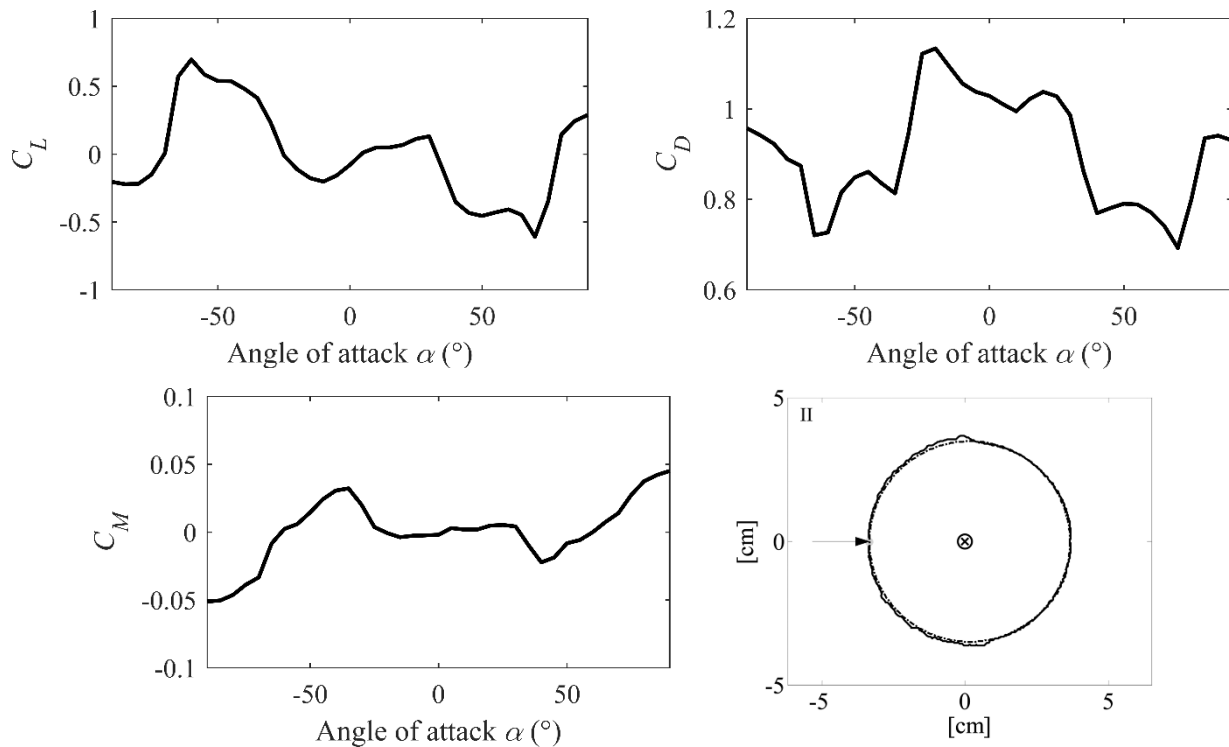 1
0.5
0
-0.5
-1
C_L
-50 0 50
Angle of attack α (°)
1.2
1
0.8
0.6
C_D
-50 0 50
Angle of attack α (°)
0.1
0.05
0
-0.05
-0.1
C_M
-50 0 50
Angle of attack α (°)
5
II
0
-5
[cm]
-5 0 5
[cm]